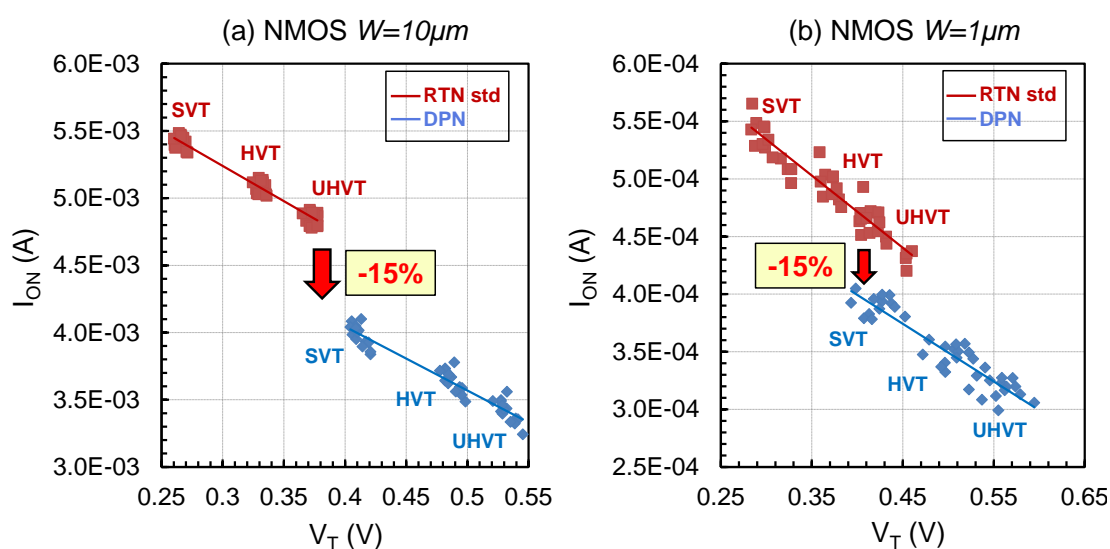 (a) NMOS W=10µm
6.0E-03
5.5E-03
5.0E-03
4.5E-03
4.0E-03
3.5E-03
3.0E-03
I_ON (A)
RTN std
DPN
SVT
HVT
UHVT
-15%
SVT
HVT
UHVT
0.25 0.3 0.35 0.4 0.45 0.5 0.55
V_T (V)
(b) NMOS W=1µm
6.0E-04
5.5E-04
5.0E-04
4.5E-04
4.0E-04
3.5E-04
3.0E-04
2.5E-04
I_ON (A)
RTN std
DPN
SVT
HVT
UHVT
-15%
SVT
HVT
UHVT
0.25 0.35 0.45 0.55 0.65
V_T (V)